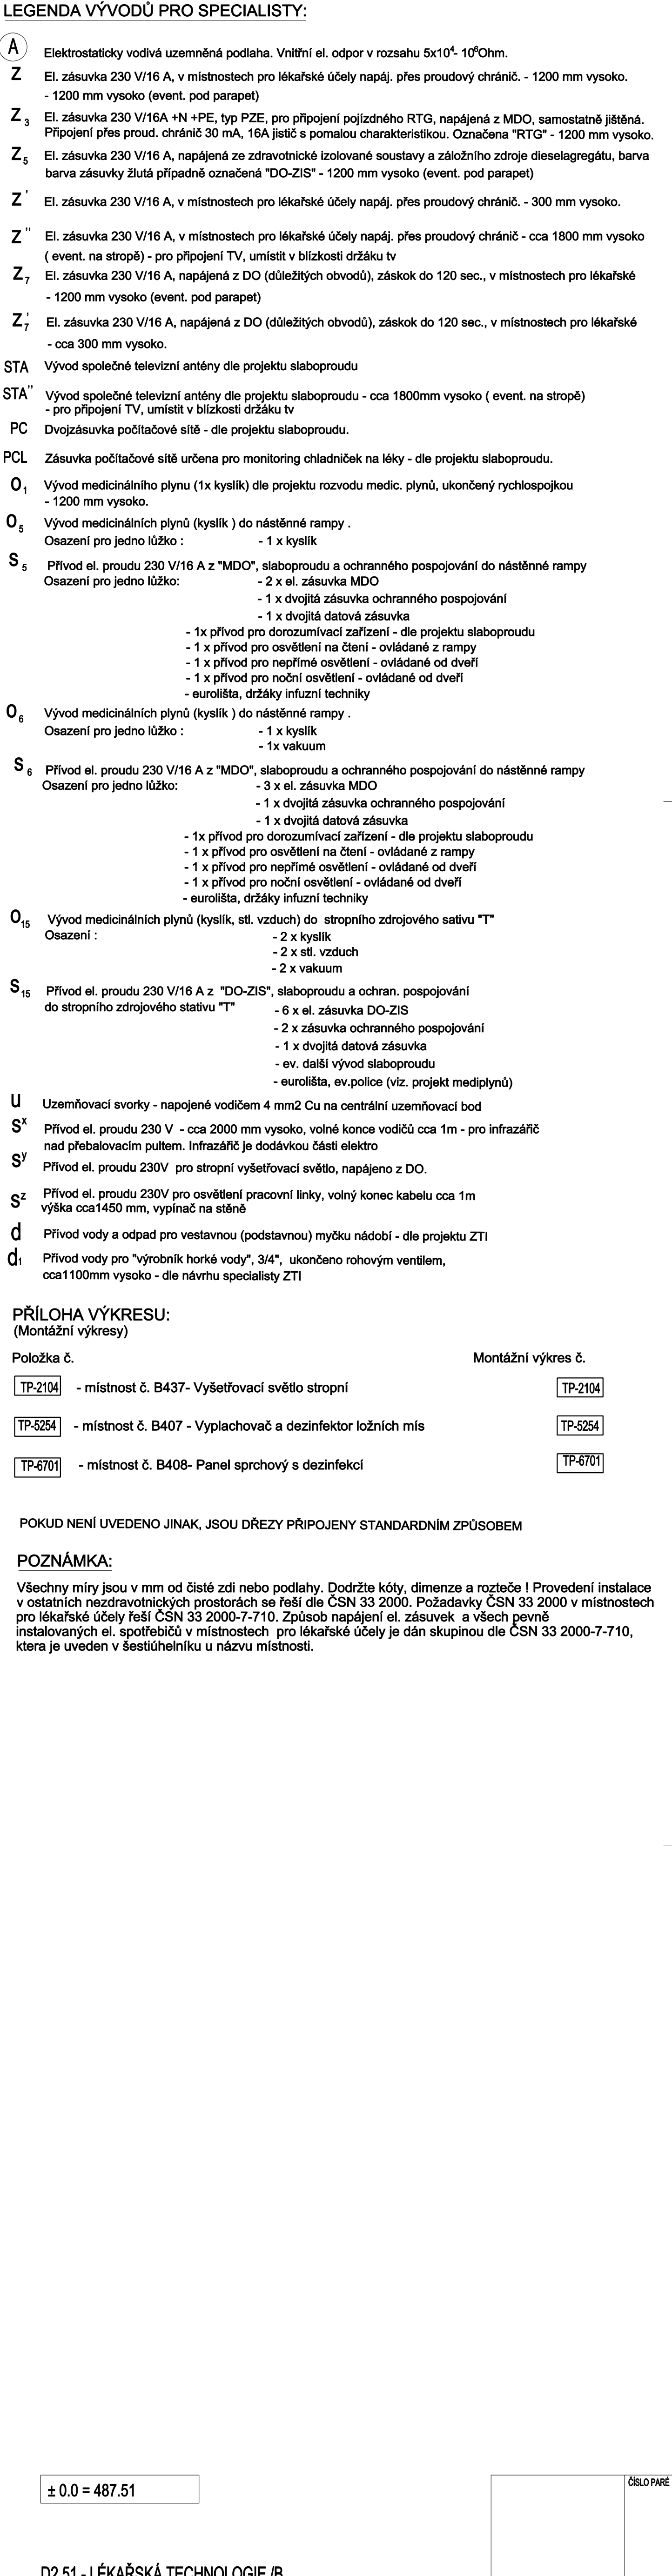 LEGENDA VÝVODŮ PRO SPECIALISTY:
A Elektrostaticky vodivá uzemněná podlaha. Vnitřní el. odpor v rozsahu 5x10⁴- 10⁶Ohm.
Z El. zásuvka 230 V/16 A, v místnostech pro lékařské účely napáj. přes proudový chránič. - 1200 mm vysoko.
- 1200 mm vysoko (event. pod parapet)
Z₃ El. zásuvka 230 V/16A +N +PE, typ PZE, pro připojení pojízdného RTG, napájená z MDO, samostatně jištěná.
Připojení přes proud. chránič 30 mA, 16A jistič s pomalou charakteristikou. Označena "RTG" - 1200 mm vysoko.
Z₅ El. zásuvka 230 V/16 A, napájená ze zdravotnické izolované soustavy a záložního zdroje dieselagregátu, barva
barva zásuvky žlutá případně označená "DO-ZIS" - 1200 mm vysoko (event. pod parapet)
Z' El. zásuvka 230 V/16 A, v místnostech pro lékařské účely napáj. přes proudový chránič. - 300 mm vysoko.
Z'' El. zásuvka 230 V/16 A, v místnostech pro lékařské účely napáj. přes proudový chránič - cca 1800 mm vysoko
( event. na stropě) - pro připojení TV, umístit v blízkosti držáku tv
Z₇ El. zásuvka 230 V/16 A, napájená z DO (důležitých obvodů), záskok do 120 sec., v místnostech pro lékařské
- 1200 mm vysoko (event. pod parapet)
Z₇' El. zásuvka 230 V/16 A, napájená z DO (důležitých obvodů), záskok do 120 sec., v místnostech pro lékařské
- cca 300 mm vysoko.
STA Vývod společné televizní antény dle projektu slaboproudu
STA'' Vývod společné televizní antény dle projektu slaboproudu - cca 1800mm vysoko ( event. na stropě)
- pro připojení TV, umístit v blízkosti držáku tv
PC Dvojzásuvka počítačové sítě - dle projektu slaboproudu.
PCL Zásuvka počítačové sítě určena pro monitoring chladniček na léky - dle projektu slaboproudu.
O₁ Vývod medicinálního plynu (1x kyslík) dle projektu rozvodu medic. plynů, ukončený rychlospojkou
- 1200 mm vysoko.
O₅ Vývod medicinálních plynů (kyslík ) do nástěnné rampy .
Osazení pro jedno lůžko : - 1 x kyslík
S₅ Přívod el. proudu 230 V/16 A z "MDO", slaboproudu a ochranného pospojování do nástěnné rampy
Osazení pro jedno lůžko: - 2 x el. zásuvka MDO
- 1 x dvojitá zásuvka ochranného pospojování
- 1 x dvojitá datová zásuvka
- 1x přívod pro dorozumívací zařízení - dle projektu slaboproudu
- 1 x přívod pro osvětlení na čtení - ovládané z rampy
- 1 x přívod pro nepřímé osvětlení - ovládané od dveří
- 1 x přívod pro noční osvětlení - ovládané od dveří
- eurolišta, držáky infuzní techniky
O₆ Vývod medicinálních plynů (kyslík ) do nástěnné rampy .
Osazení pro jedno lůžko : - 1 x kyslík
- 1x vakuum
S₆ Přívod el. proudu 230 V/16 A z "MDO", slaboproudu a ochranného pospojování do nástěnné rampy
Osazení pro jedno lůžko: - 3 x el. zásuvka MDO
- 1 x dvojitá zásuvka ochranného pospojování
- 1 x dvojitá datová zásuvka
- 1x přívod pro dorozumívací zařízení - dle projektu slaboproudu
- 1 x přívod pro osvětlení na čtení - ovládané z rampy
- 1 x přívod pro nepřímé osvětlení - ovládané od dveří
- 1 x přívod pro noční osvětlení - ovládané od dveří
- eurolišta, držáky infuzní techniky
O₁₅ Vývod medicinálních plynů (kyslík, stl. vzduch) do stropního zdrojového sativu "T"
Osazení : - 2 x kyslík
- 2 x stl. vzduch
- 2 x vakuum
S₁₅ Přívod el. proudu 230 V/16 A z "DO-ZIS", slaboproudu a ochran. pospojování
do stropního zdrojového stativu "T" - 6 x el. zásuvka DO-ZIS
- 2 x zásuvka ochranného pospojování
- 1 x dvojitá datová zásuvka
- ev. další vývod slaboproudu
- eurolišta, ev.police (viz. projekt mediplynů)
u Uzemňovací svorky - napojené vodičem 4 mm2 Cu na centrální uzemňovací bod
Sˣ Přívod el. proudu 230 V - cca 2000 mm vysoko, volné konce vodičů cca 1m - pro infrazářič
nad přebalovacím pultem. Infrazářič je dodávkou části elektro
Sʸ Přívod el. proudu 230V pro stropní vyšetřovací světlo, napájeno z DO.
Sᶻ Přívod el. proudu 230V pro osvětlení pracovní linky, volný konec kabelu cca 1m
výška cca1450 mm, vypínač na stěně
d Přívod vody a odpad pro vestavnou (podstavnou) myčku nádobí - dle projektu ZTI
d₁ Přívod vody pro "výrobník horké vody", 3/4", ukončeno rohovým ventilem,
cca1100mm vysoko - dle návrhu specialisty ZTI
PŘÍLOHA VÝKRESU:
(Montážní výkresy)
Položka č. Montážní výkres č.
TP-2104 - místnost č. B437- Vyšetřovací světlo stropní TP-2104
TP-5254 - místnost č. B407 - Vyplachovač a dezinfektor ložních mís TP-5254
TP-6701 - místnost č. B408- Panel sprchový s dezinfekcí TP-6701
POKUD NENÍ UVEDENO JINAK, JSOU DŘEZY PŘIPOJENY STANDARDNÍM ZPŮSOBEM
POZNÁMKA:
Všechny míry jsou v mm od čisté zdi nebo podlahy. Dodržte kóty, dimenze a rozteče ! Provedení instalace
v ostatních nezdravotnických prostorách se řeší dle ČSN 33 2000. Požadavky ČSN 33 2000 v místnostech
pro lékařské účely řeší ČSN 33 2000-7-710. Způsob napájení el. zásuvek a všech pevně
instalovaných el. spotřebičů v místnostech pro lékařské účely je dán skupinou dle ČSN 33 2000-7-710,
ktera je uveden v šestiúhelníku u názvu místnosti.
± 0.0 = 487.51
ČÍSLO PARÉ
D2.51 - LÉKAŘSKÁ TECHNOLOGIE /B